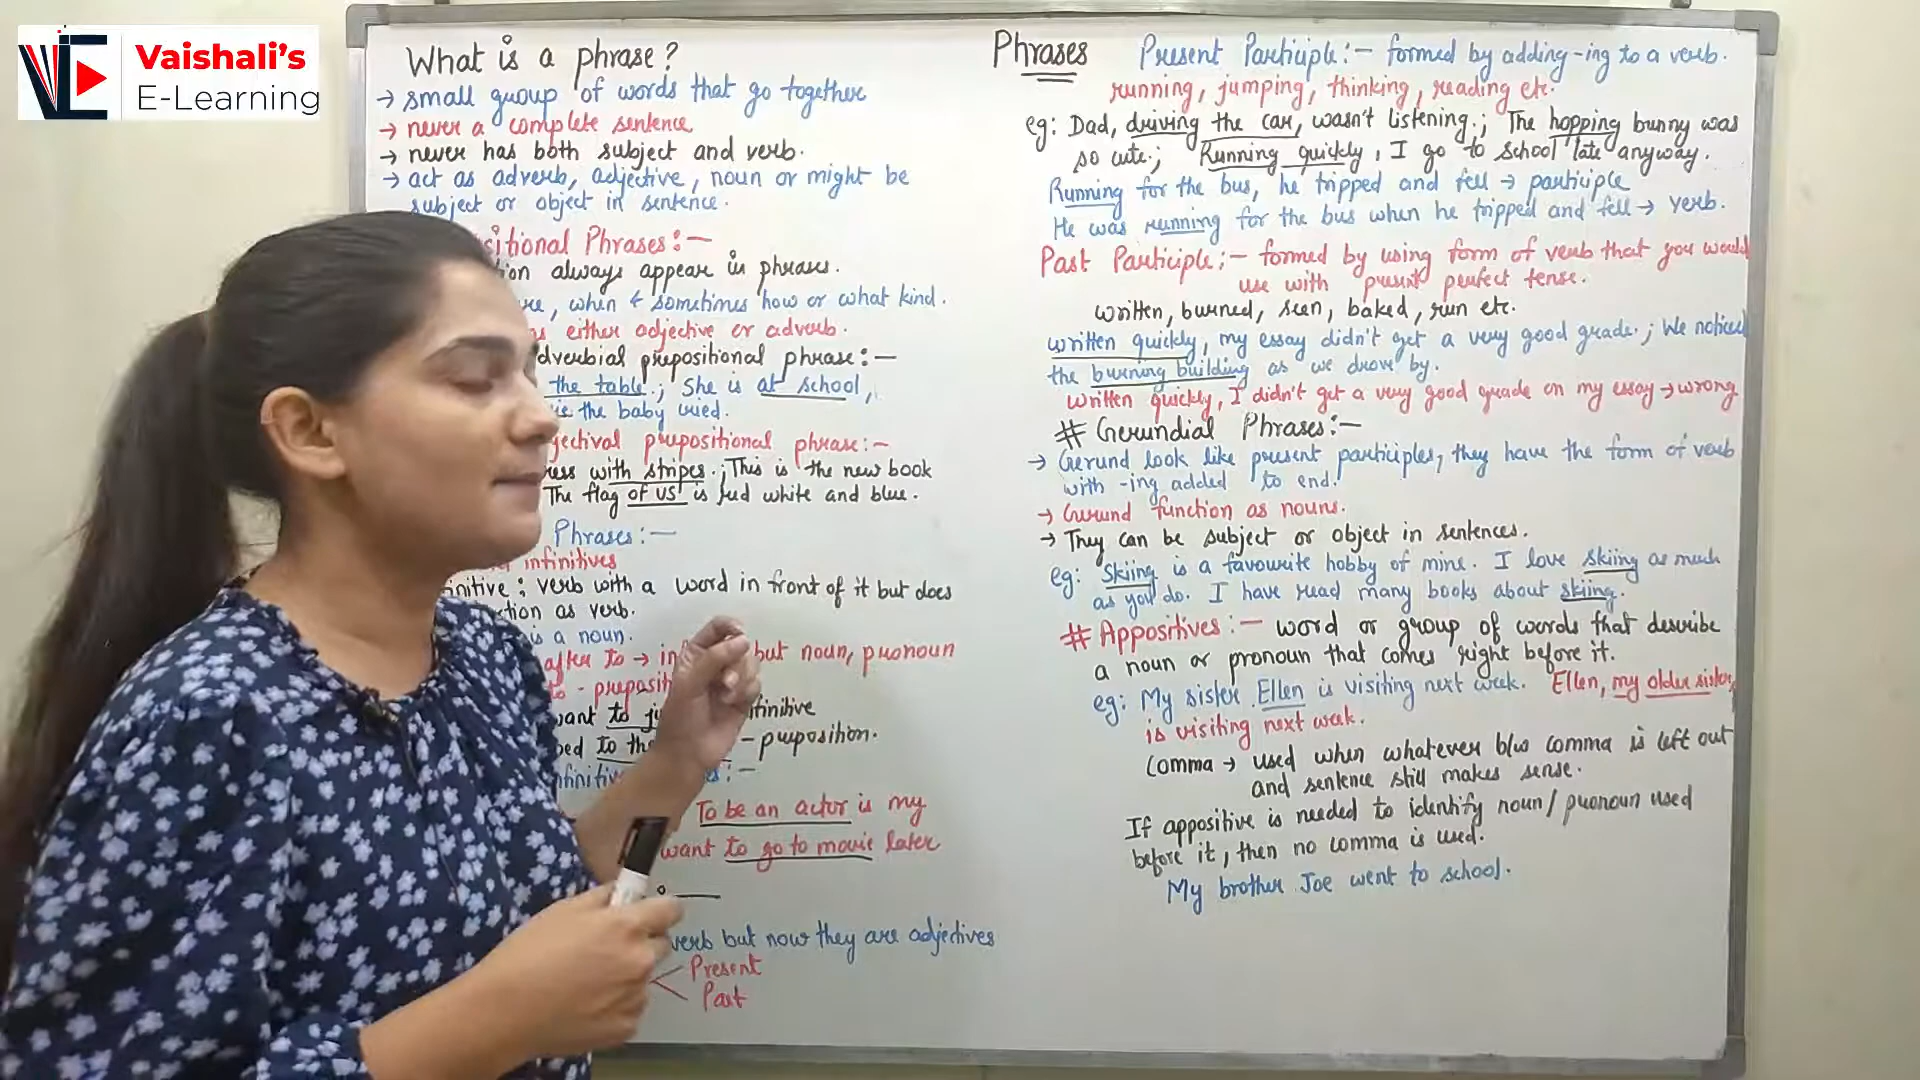 Vaishali's
E-Learning
What is a phrase?
→ small group of words that go together
→ never a complete sentence
→ never has both subject and verb.
→ act as adverb, adjective, noun or might be
subject or object in sentence.
Phrases:-
always appear in phrases.
, when & sometimes how or what kind.
either adjective or adverb.
prepositional phrase:-
the table.; She is at school,
the baby cried.
prepositional phrase:-
with stripes.; This is the new book
The flag of US is red white and blue.
Phrases:-
infinitives
: verb with a word in front of it but does
as verb.
is a noun.
after to → but noun, pronoun
to -
want to
to the - preposition.
:-
To be an actor is my
want to go to movie later
verb but now they are adjectives
Present
Past
Phrases
Present Participle:- formed by adding -ing to a verb.
running, jumping, thinking, reading etc.
eg: Dad, driving the car, wasn't listening.; The hopping bunny was
so cute.; Running quickly, I go to school late anyway.
Running for the bus, he tripped and fell → participle
He was running for the bus when he tripped and fell → verb.
Past Participle:- formed by using form of verb that you would
use with present perfect tense.
written, burned, seen, baked, run etc.
written quickly, my essay didn't get a very good grade.; We noticed
the burning building as we drove by.
written quickly, I didn't get a very good grade on my essay → wrong
# Gerundial Phrases:-
→ Gerund look like present participles, they have the form of verb
with -ing added to end.
→ Gerund function as nouns.
→ They can be subject or object in sentences.
eg: Skiing is a favourite hobby of mine. I love skiing as much
as you do. I have read many books about skiing.
# Appositives:- word or group of words that describe
a noun or pronoun that comes right before it.
eg: My sister Ellen is visiting next week. Ellen, my older sister,
is visiting next week.
Comma → used when whatever b/w comma is left out
and sentence still makes sense.
If appositive is needed to identify noun/pronoun used
before it, then no comma is used.
My brother Joe went to school.